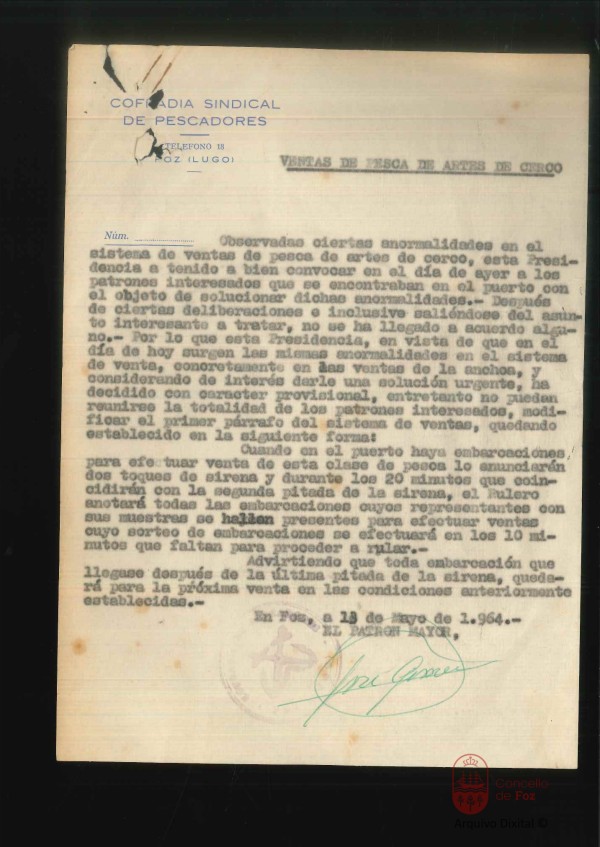 COFRADIA SINDICAL
DE PESCADORES
TELEFONO 18
FOZ (LUGO)
VENTAS DE PESCA DE ARTES DE CERCO
Núm.
Observadas ciertas anormalidades en el
sistema de ventas de pesca de artes de cerco, esta Presi-
dencia a tenido a bien convocar en el día de ayer a los
patrones interesados que se encontraban en el puerto con
el objeto de solucionar dichas anormalidades.- Después
de ciertas deliberaciones e inclusive saliéndose del asun-
to interesante a tratar, no se ha llegado a acuerdo algu-
no.- Por lo que esta Presidencia, en vista de que en el
día de hoy surgen las mismas anormalidades en el sistema
de venta, concretamente en las ventas de la anchoa, y
considerando de interés darle una solución urgente, ha
decidido con caracter provisional, entretanto no puedan
reunirse la totalidad de los patrones interesados, modi-
ficar el primer párrafo del sistema de ventas, quedando
establecido en la siguiente forma:
Cuando en el puerto haya embarcaciones,
para efectuar venta de esta clase de pesca lo anunciarán
dos toques de sirena y durante los 20 minutos que coin-
cidirán con la segunda pitada de la sirena, el Rulero
anotará todas las embarcaciones cuyos representantes con
sus muestras se hallan presentes para efectuar ventas
cuyo sorteo de embarcaciones se efectuará en los 10 mi-
nutos que faltan para proceder a rular.-
Advirtiendo que toda embarcación que
llegase después de la última pitada de la sirena, queda-
rá para la próxima venta en las condiciones anteriormente
establecidas.-
En Foz, a 13 de Mayo de 1.964.-
EL PATRON MAYOR,
José
Concello
de Foz
Arquivo Dixital ©